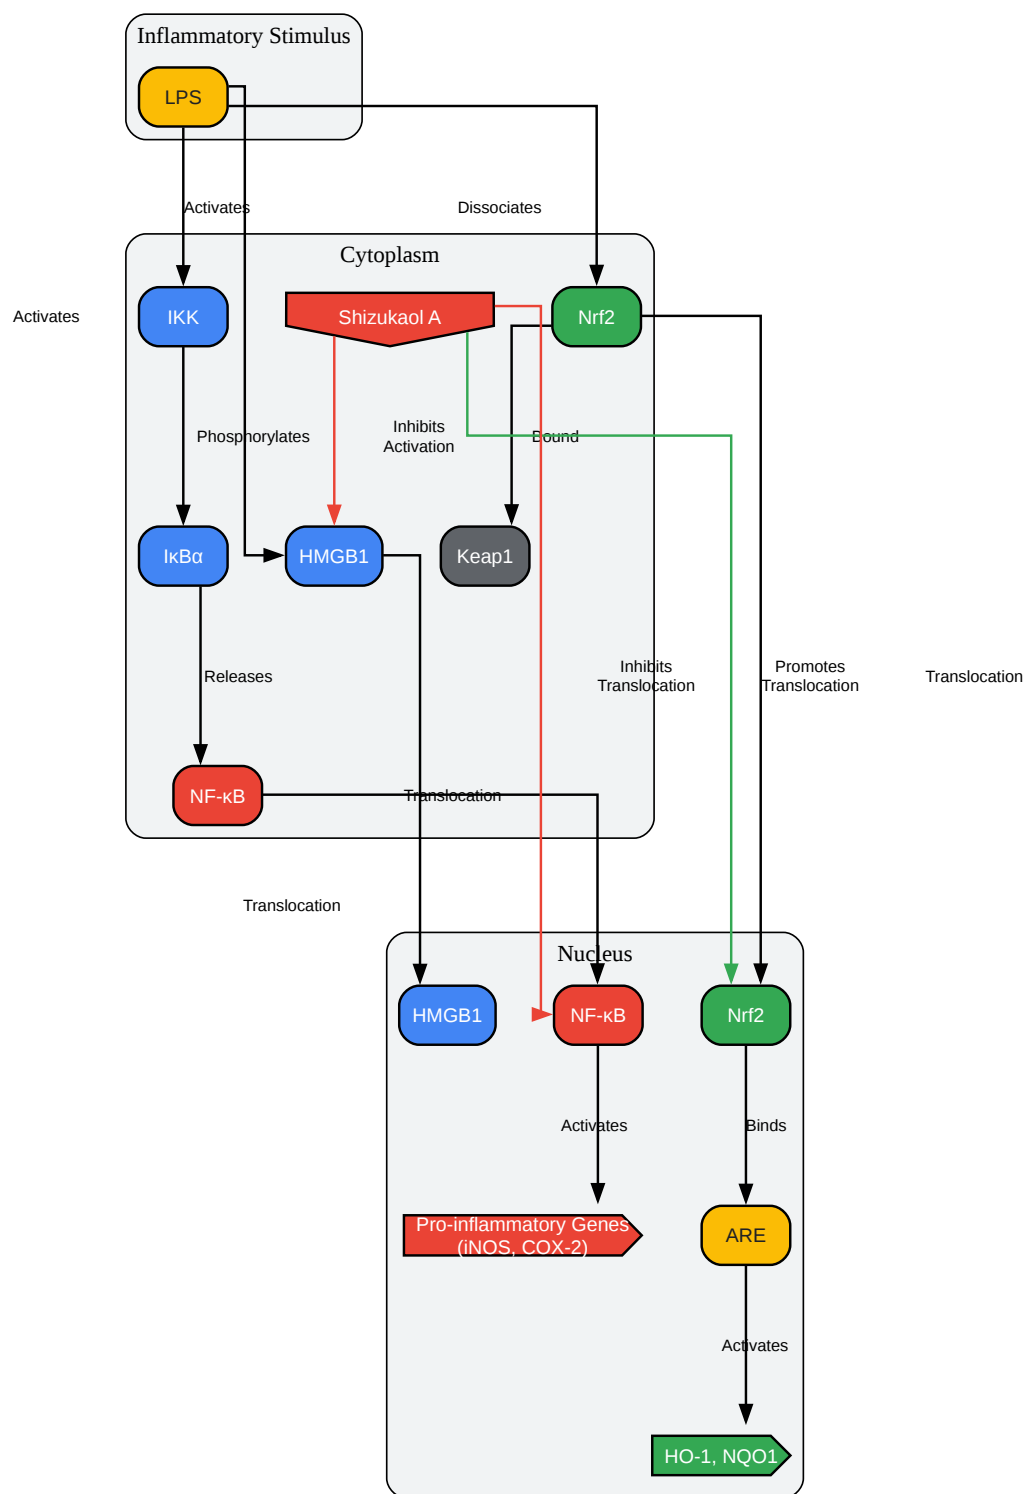 Inflammatory Stimulus
LPS
Activates
Dissociates
Cytoplasm
Activates
IKK
Shizukaol A
Nrf2
Phosphorylates
Inhibits
Activation
Bound
IκBα
HMGB1
Keap1
Releases
Inhibits
Translocation
Promotes
Translocation
Translocation
NF-κB
Translocation
Translocation
Nucleus
HMGB1
NF-κB
Nrf2
Activates
Binds
Pro-inflammatory Genes
(iNOS, COX-2)
ARE
Activates
HO-1, NQO1